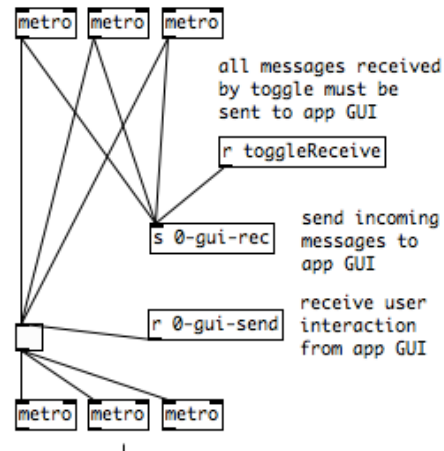 metro metro metro
all messages received
by toggle must be
sent to app GUI
r toggleReceive
s 0-gui-rec
send incoming
messages to
app GUI
r 0-gui-send
receive user
interaction
from app GUI
metro metro metro